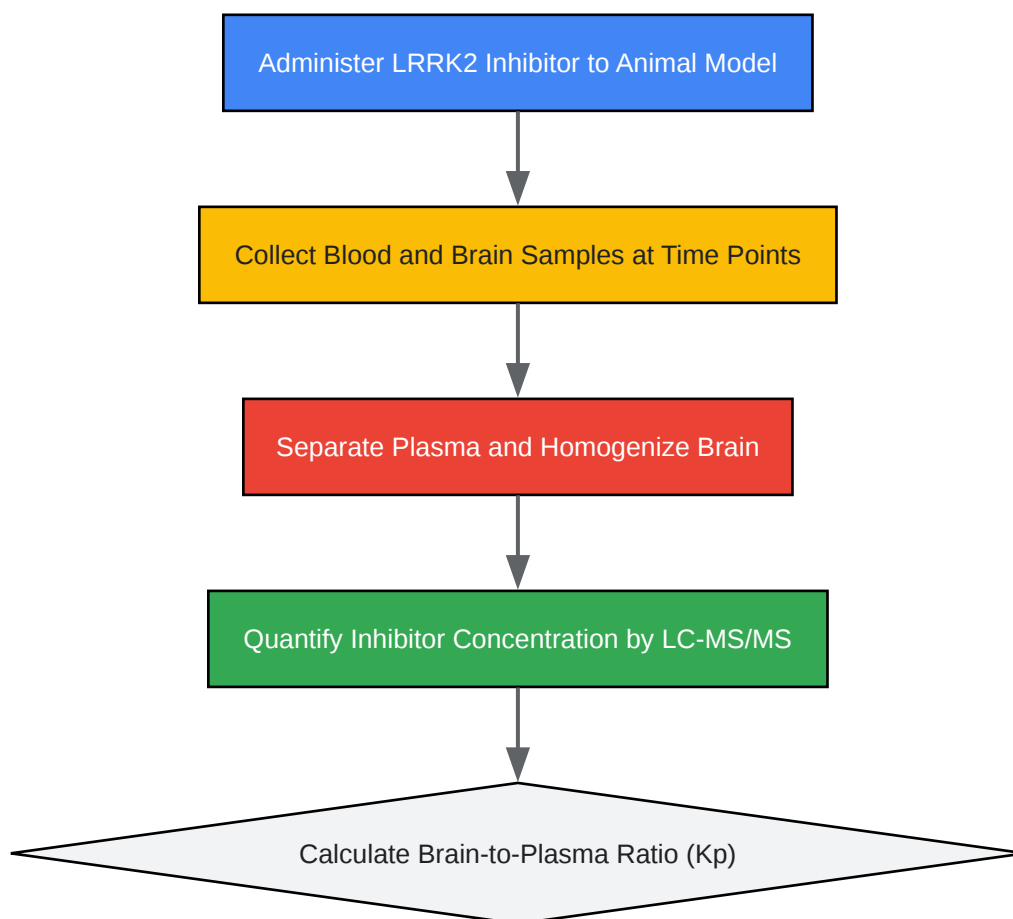 Administer LRRK2 Inhibitor to Animal Model
Collect Blood and Brain Samples at Time Points
Separate Plasma and Homogenize Brain
Quantify Inhibitor Concentration by LC-MS/MS
Calculate Brain-to-Plasma Ratio (Kp)